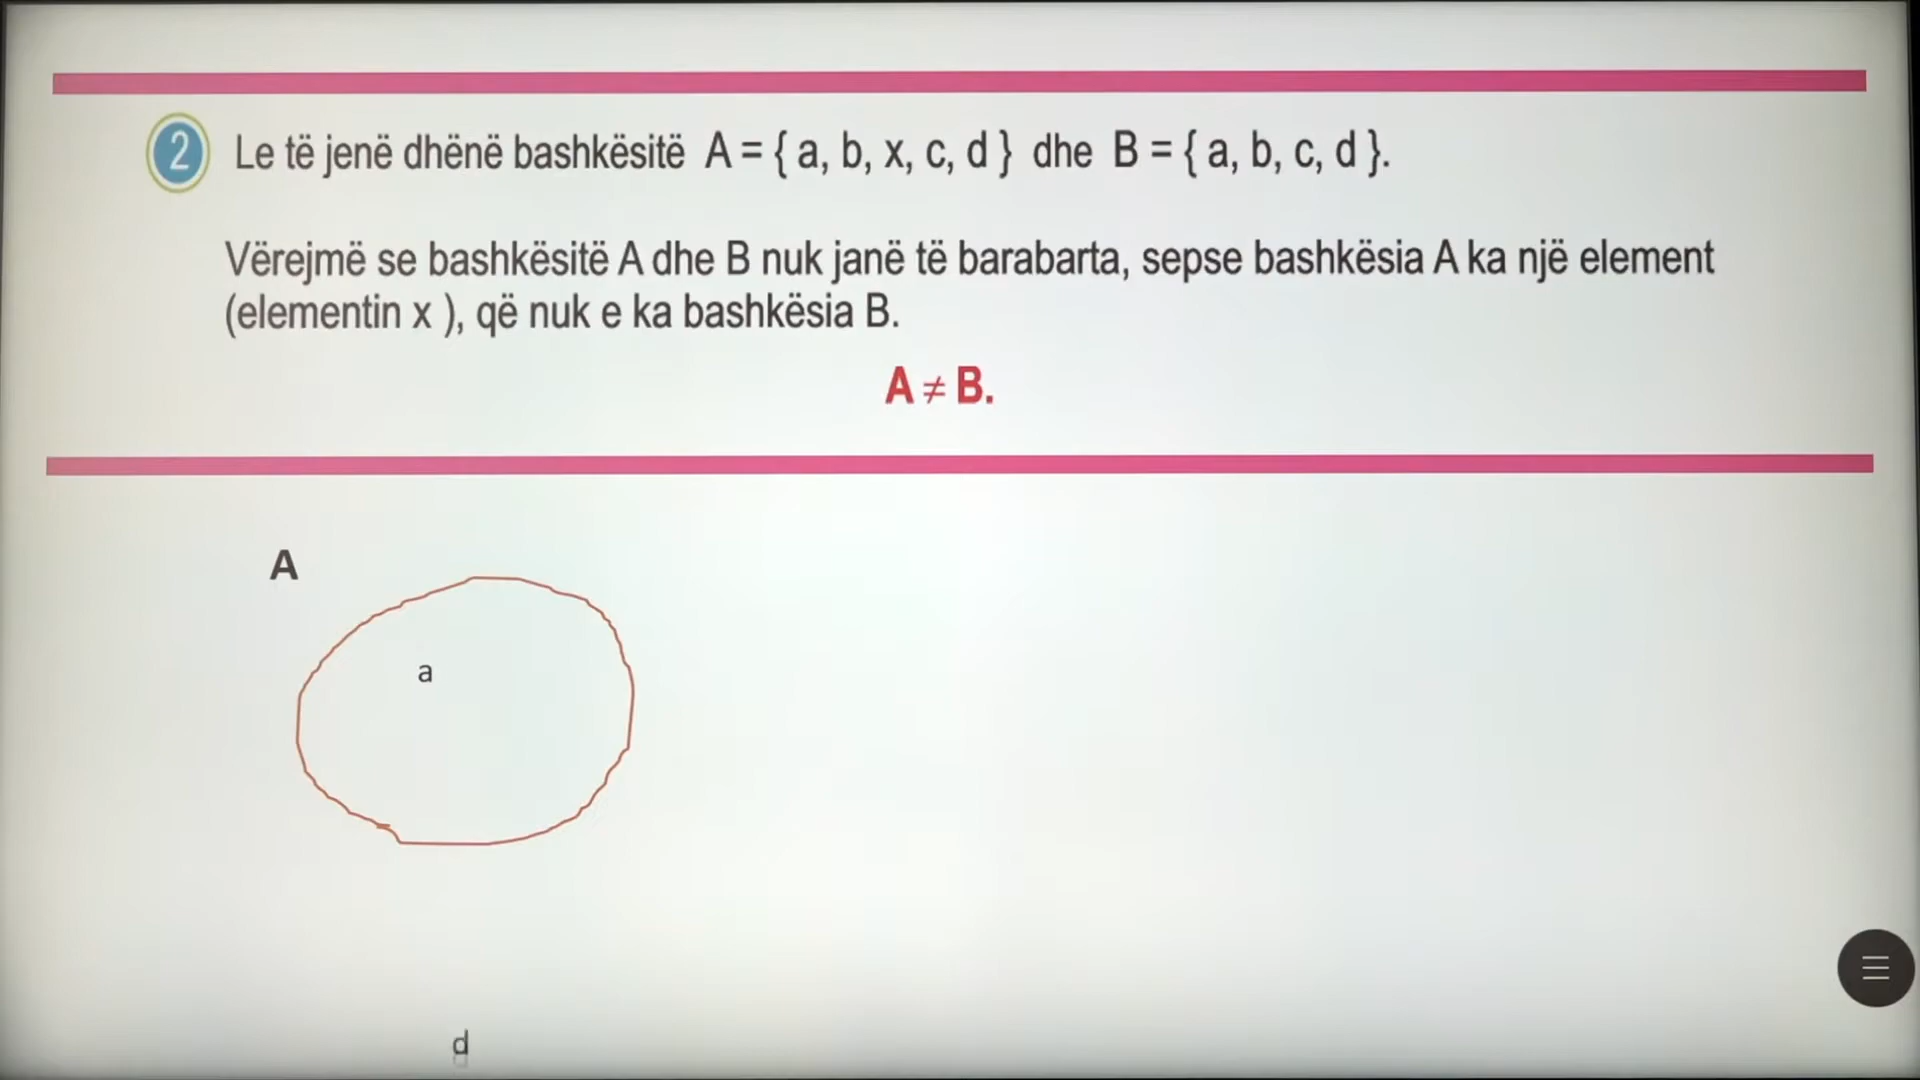 2 Le të jenë dhënë bashkësitë A = { a, b, x, c, d } dhe B = { a, b, c, d }.
Vërejmë se bashkësitë A dhe B nuk janë të barabarta, sepse bashkësia A ka një element
(elementin x ), që nuk e ka bashkësia B.
A ≠ B.
A
a
d